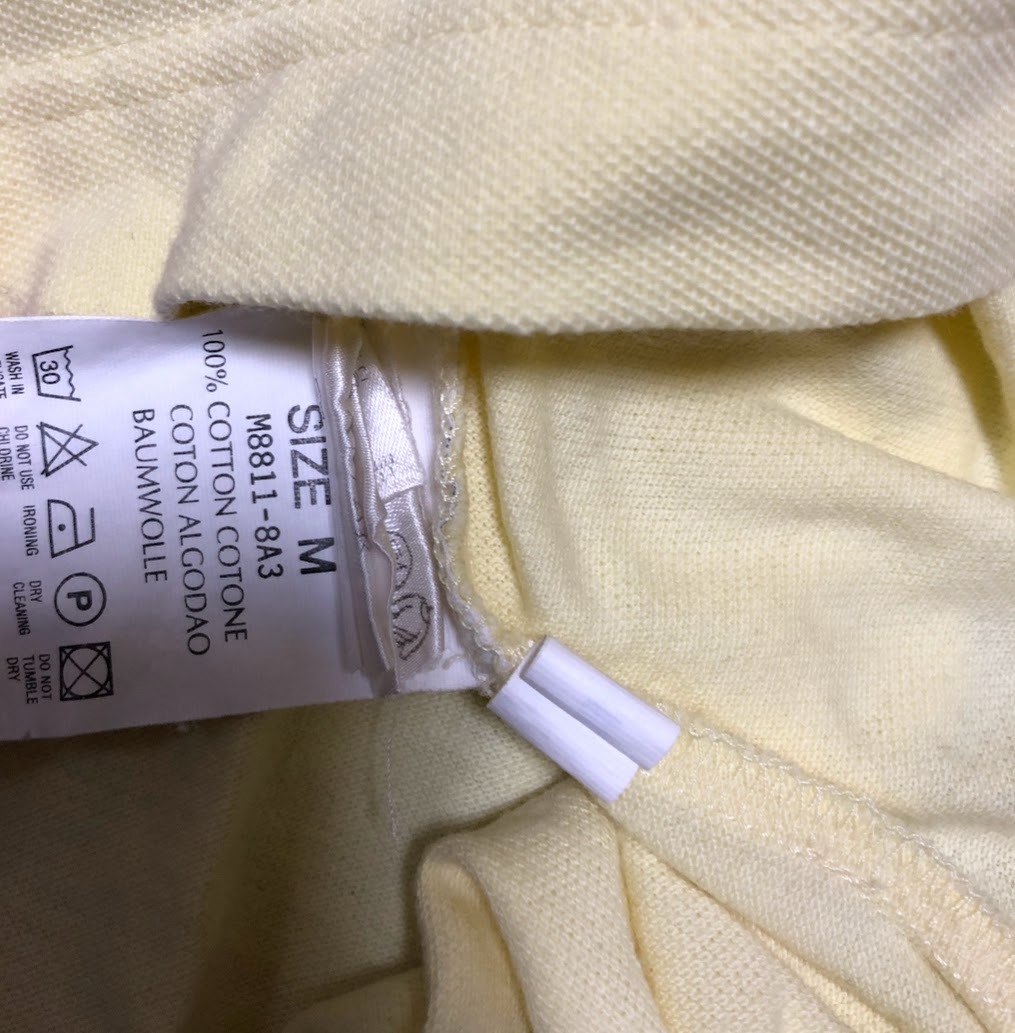 SIZE M
M8811-8A3
100% COTTON COTONE
COTON ALGODAO
BAUMWOLLE
30
P
WASH IN
DO NOT USE
CHLORINE
IRONING
DRY
CLEANING
DO NOT
TUMBLE
DRY